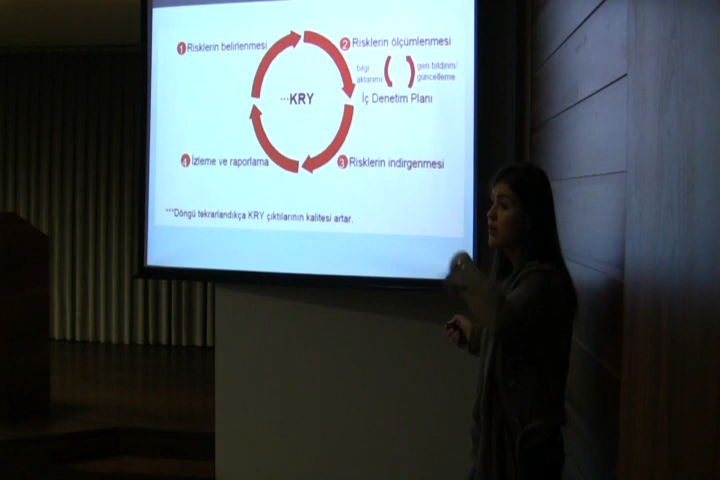 1 Risklerin belirlenmesi
2 Risklerin ölçümlenmesi
bilgi
aktarımı
geri bildirim/
güncelleme
İç Denetim Planı
***KRY
4 İzleme ve raporlama
3 Risklerin indirgenmesi
***Döngü tekrarlandıkça KRY çıktılarının kalitesi artar.